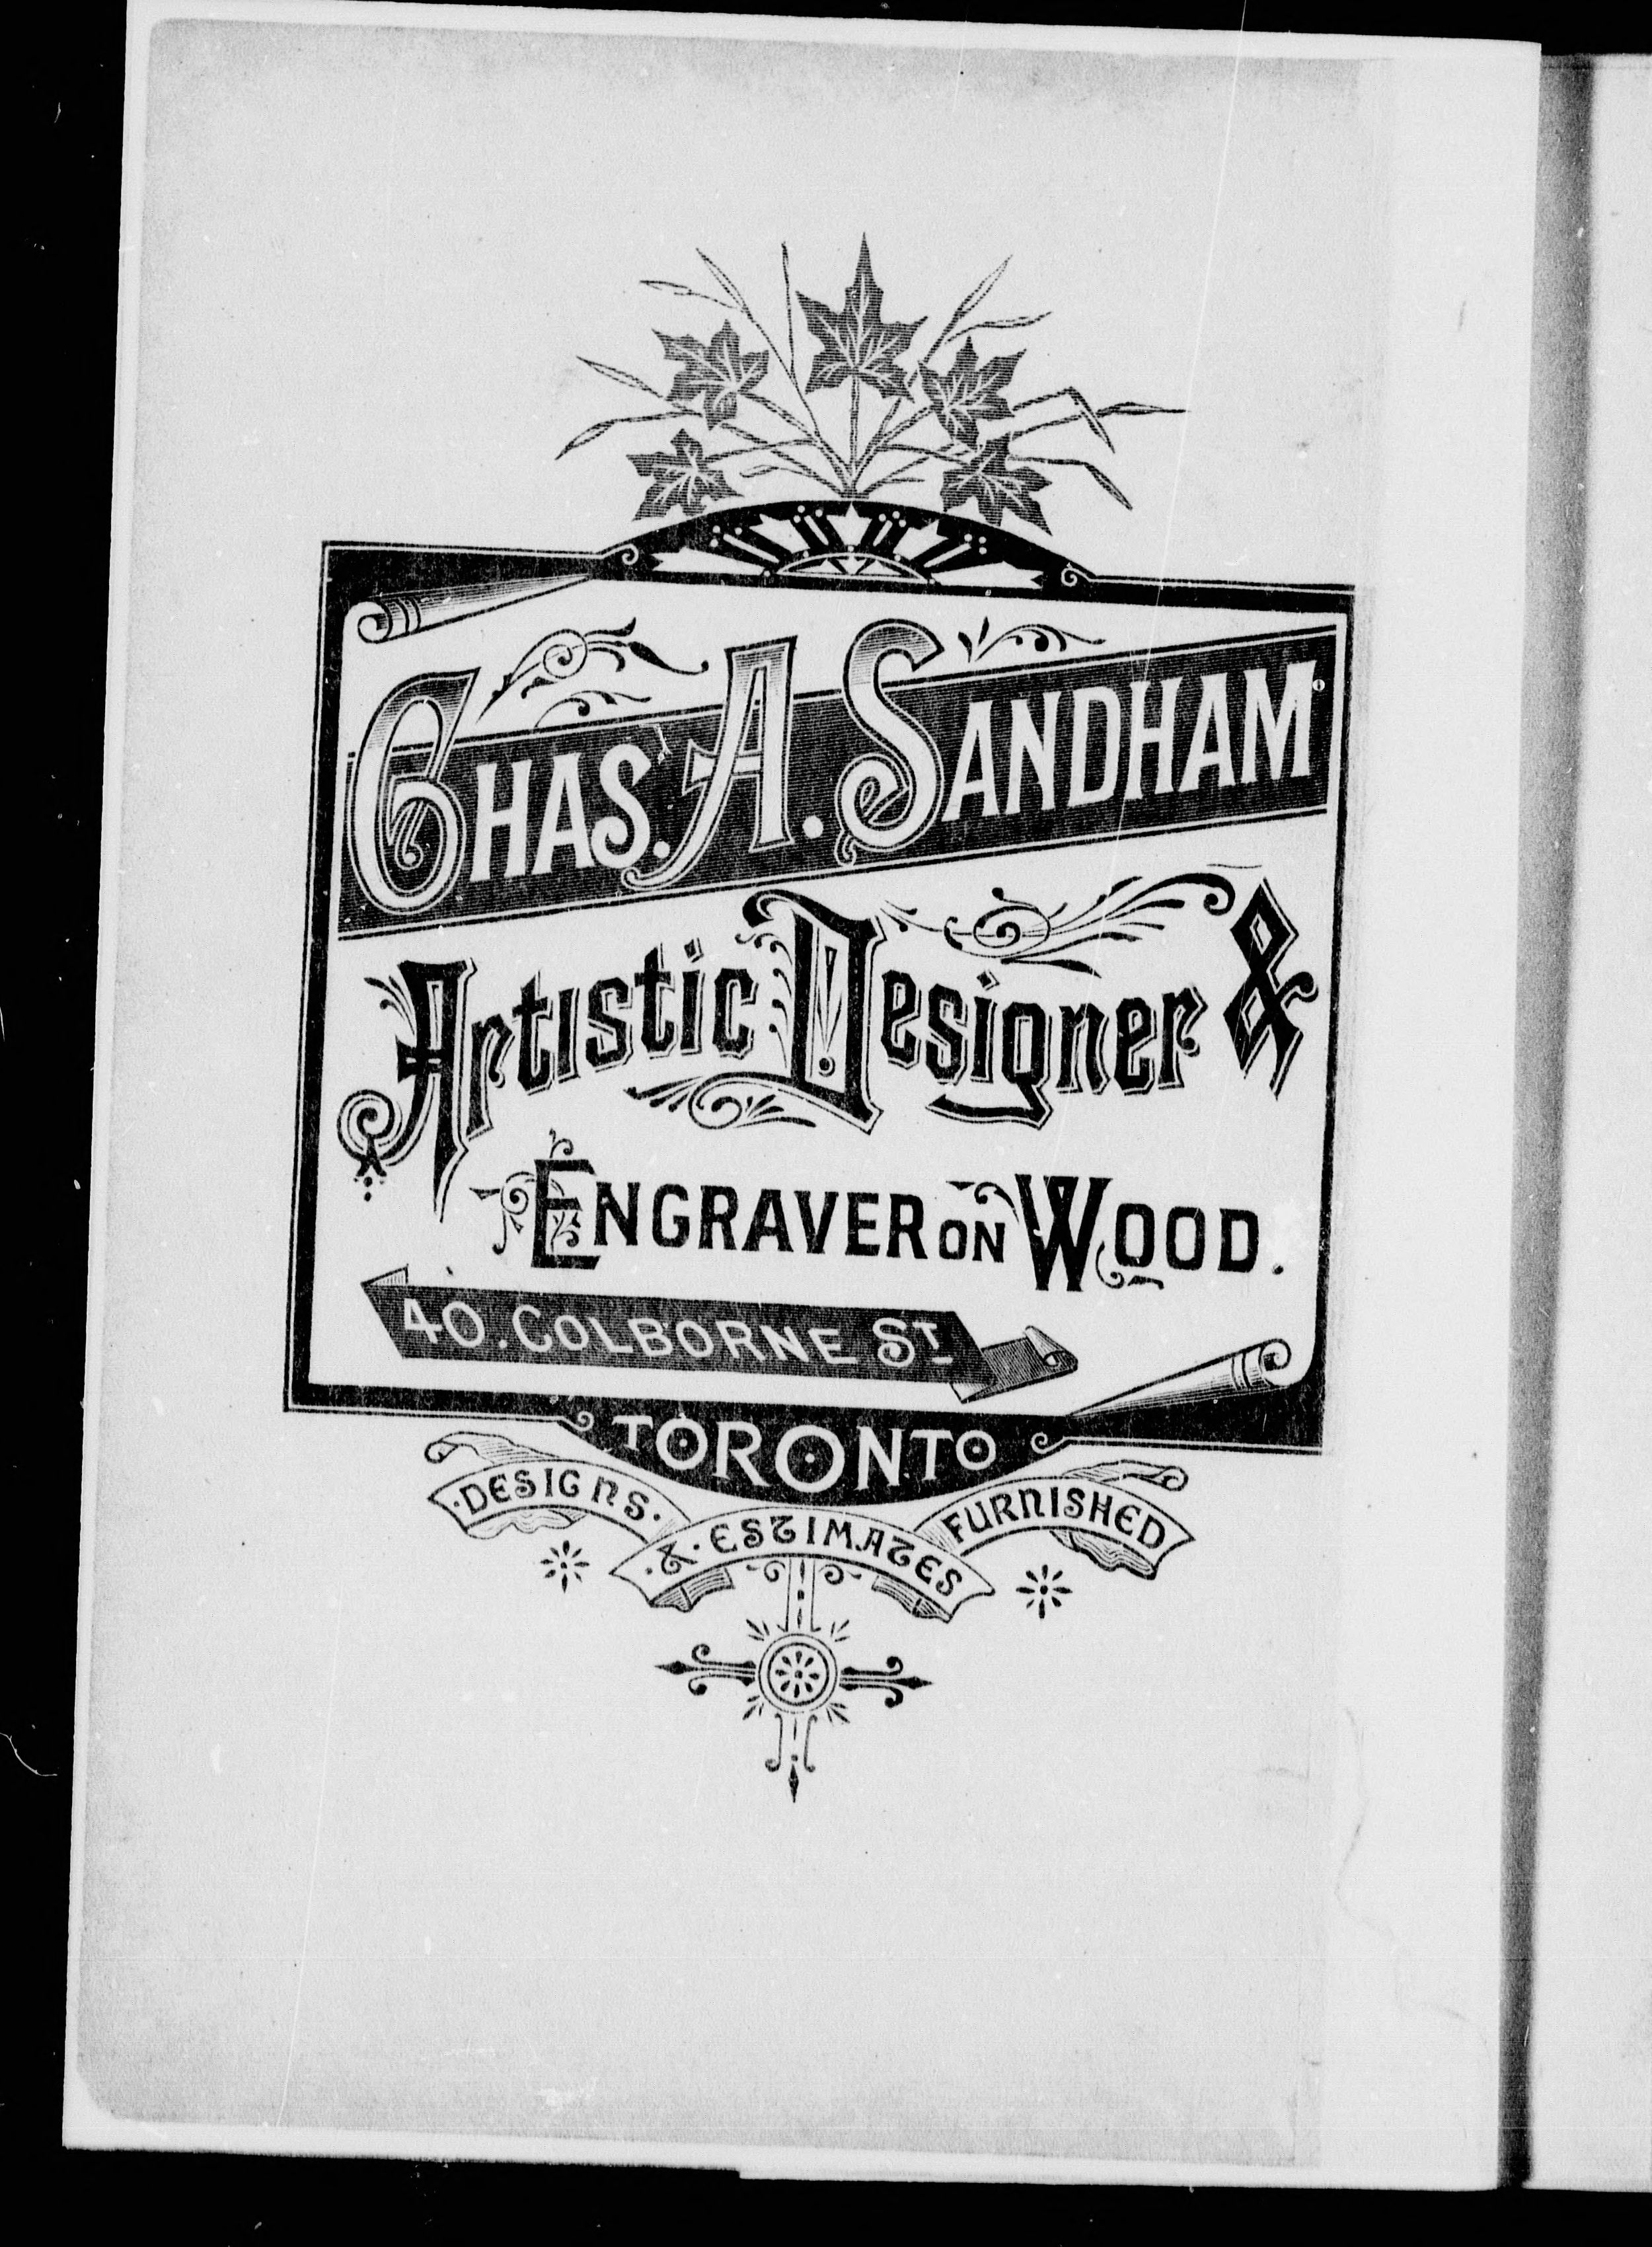 CHAS. A. SANDHAM
Artistic Designer &
ENGRAVER ON WOOD.
40. COLBORNE ST.
TORONTO
·DESIGNS·
·&·ESTIMATES
FURNISHED